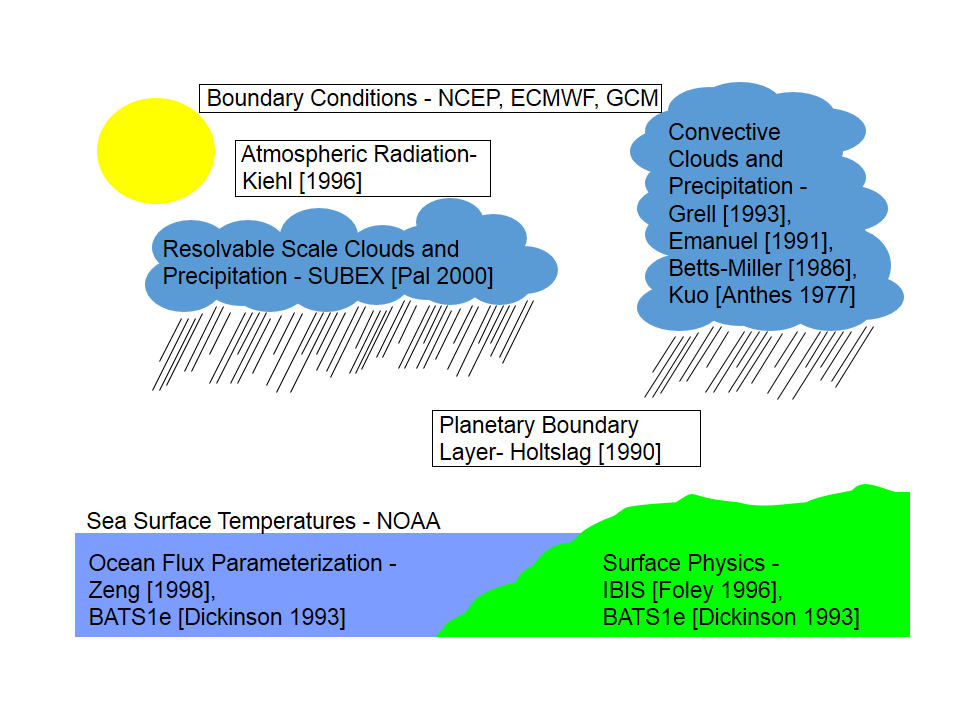 Boundary Conditions - NCEP, ECMWF, GCM
Atmospheric Radiation-
Kiehl [1996]
Convective
Clouds and
Precipitation -
Grell [1993],
Emanuel [1991],
Betts-Miller [1986],
Kuo [Anthes 1977]
Resolvable Scale Clouds and
Precipitation - SUBEX [Pal 2000]
Planetary Boundary
Layer- Holtslag [1990]
Sea Surface Temperatures - NOAA
Ocean Flux Parameterization -
Zeng [1998],
BATS1e [Dickinson 1993]
Surface Physics -
IBIS [Foley 1996],
BATS1e [Dickinson 1993]